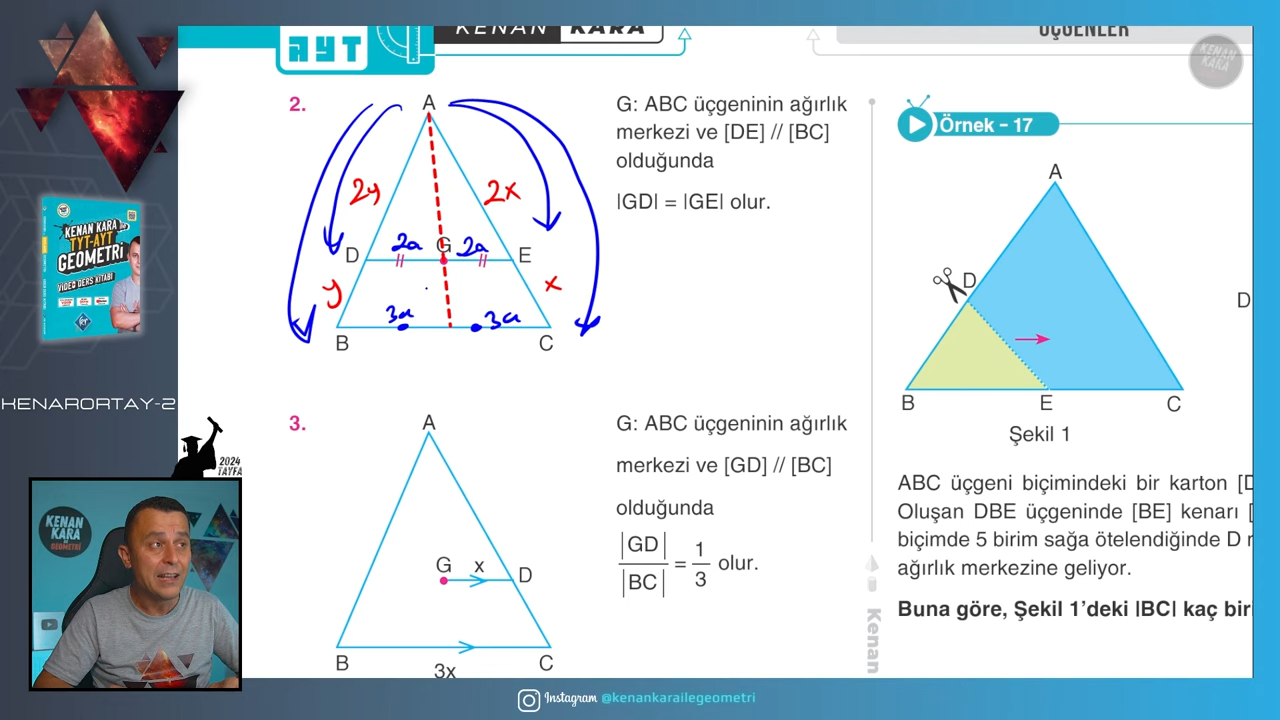 AYT
KENAN KARA
ÜÇGENLER
KENAN
KARA
2.
A
2y
2x
D
2a
G
2a
E
y
x
3a
3a
B
C
G: ABC üçgeninin ağırlık
merkezi ve [DE] // [BC]
olduğunda
|GD| = |GE| olur.
3.
A
G
x
D
B
C
3x
G: ABC üçgeninin ağırlık
merkezi ve [GD] // [BC]
olduğunda
|GD| / |BC| = 1/3 olur.
Kenan
Örnek – 17
A
D
B
E
C
D
Şekil 1
ABC üçgeni biçimindeki bir karton [D
Oluşan DBE üçgeninde [BE] kenarı [
biçimde 5 birim sağa ötelendiğinde D
ağırlık merkezine geliyor.
Buna göre, Şekil 1’deki |BC| kaç bir
KENAN KARA
TYT-AYT
GEOMETRİ
VİDEO DERS KİTABI
KENARORTAY-2
2024
TAYFA
KENAN
KARA
GEOMETRİ
Instagram @kenankarailegeometri